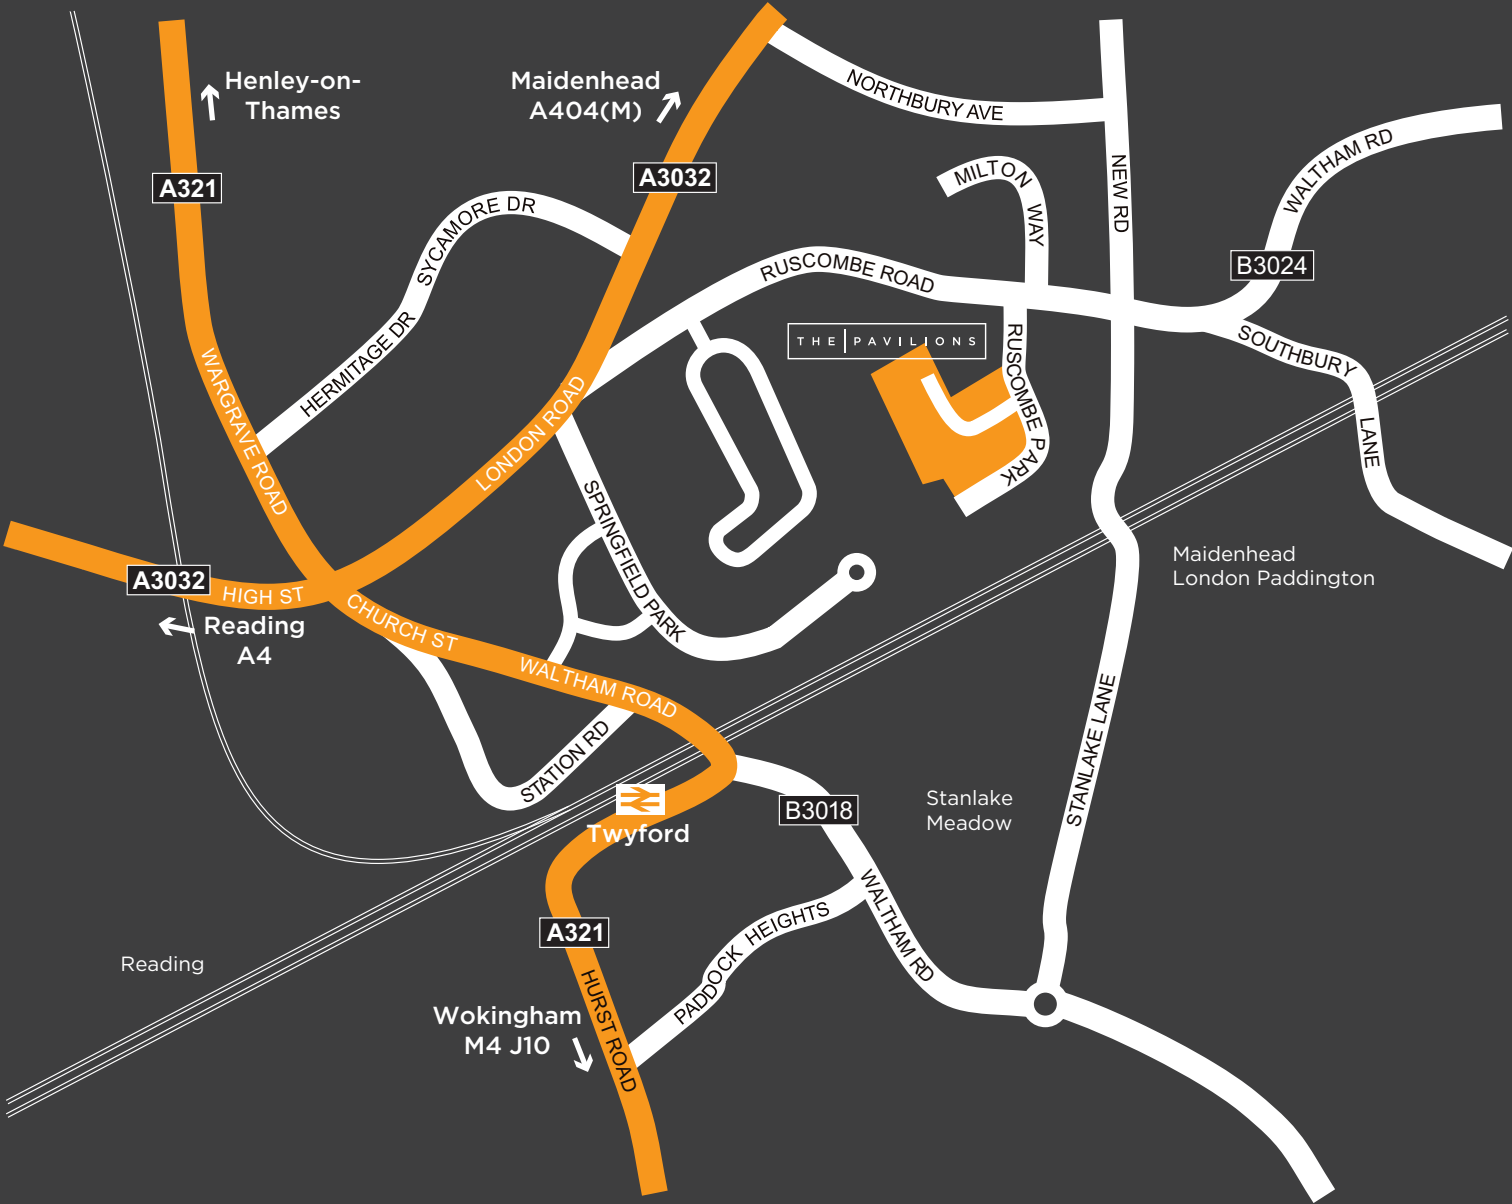 Henley-on-
Thames
Maidenhead
A404(M)
NORTHBURY AVE
A321
A3032
SYCAMORE DR
MILTON WAY
NEW RD
WALTHAM RD
B3024
RUSCOMBE ROAD
HERMITAGE DR
THE PAVILIONS
RUSCOMBE PARK
SOUTHBURY LANE
WARGRAVE ROAD
LONDON ROAD
SPRINGFIELD PARK
A3032
HIGH ST
Reading
A4
CHURCH ST
WALTHAM ROAD
Maidenhead
London Paddington
STATION RD
STANLAKE LANE
Twyford
B3018
Stanlake
Meadow
A321
PADDOCK HEIGHTS
WALTHAM RD
Reading
HURST ROAD
Wokingham
M4 J10